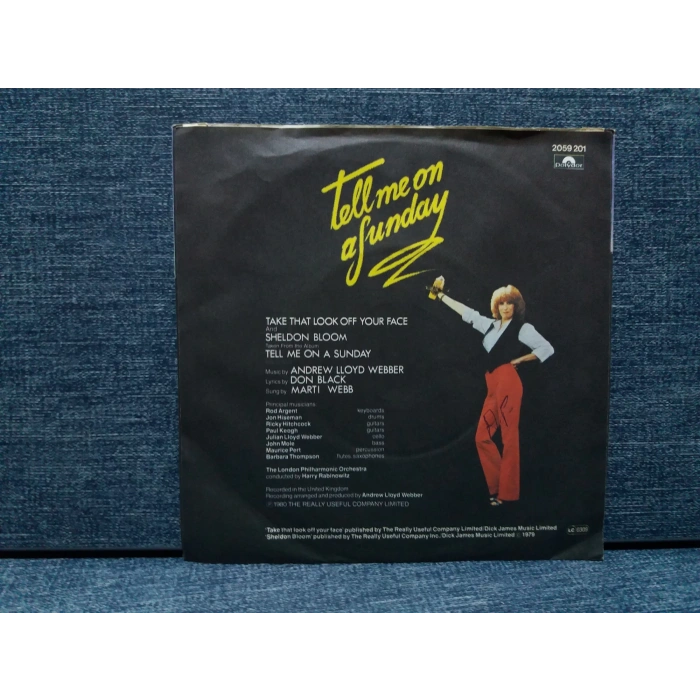 2059 201
Polydor
Tell me on
a Sunday
TAKE THAT LOOK OFF YOUR FACE
And
SHELDON BLOOM
Taken From the Album
TELL ME ON A SUNDAY
Music by ANDREW LLOYD WEBBER
Lyrics by DON BLACK
Sung by MARTI WEBB
Principal musicians
Rod Argent keyboards
Jon Hiseman drums
Ricky Hitchcock guitars
Paul Keogh guitars
Julian Lloyd Webber cello
John Mole bass
Maurice Pert percussion
Barbara Thompson flutes saxophones
The London Philharmonic Orchestra
conducted by Harry Rabinowitz
Recorded in the United Kingdom
Recording arranged and produced by Andrew Lloyd Webber
℗ 1980 THE REALLY USEFUL COMPANY LIMITED
'Take that look off your face' published by The Really Useful Company Limited/Dick James Music Limited
'Sheldon Bloom' published by The Really Useful Company Inc./Dick James Music Limited © 1979